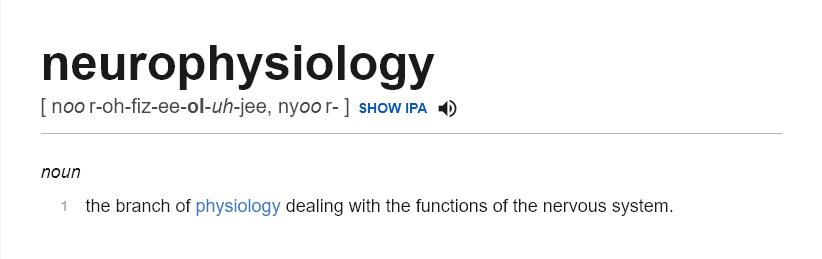 neurophysiology
[ noo r-oh-fiz-ee-ol-uh-jee, nyoo r- ] SHOW IPA
noun
1 the branch of physiology dealing with the functions of the nervous system.